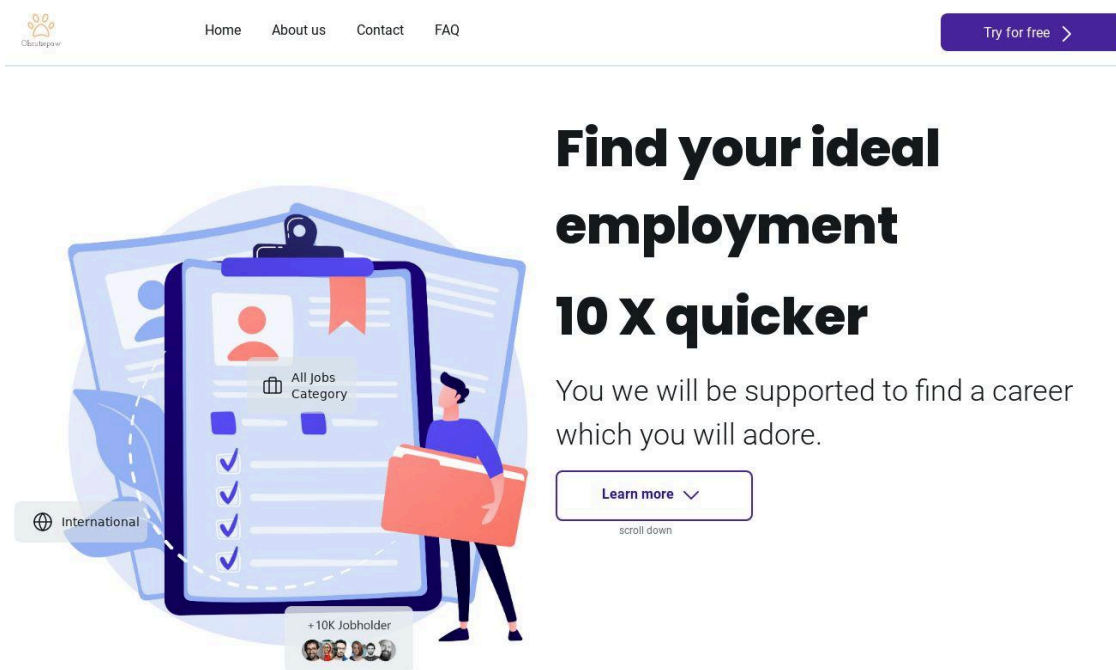 Home About us Contact FAQ
Try for free
Find your ideal
employment
10 X quicker
You we will be supported to find a career
which you will adore.
Learn more
scroll down
All Jobs
Category
International
+10K Jobholder